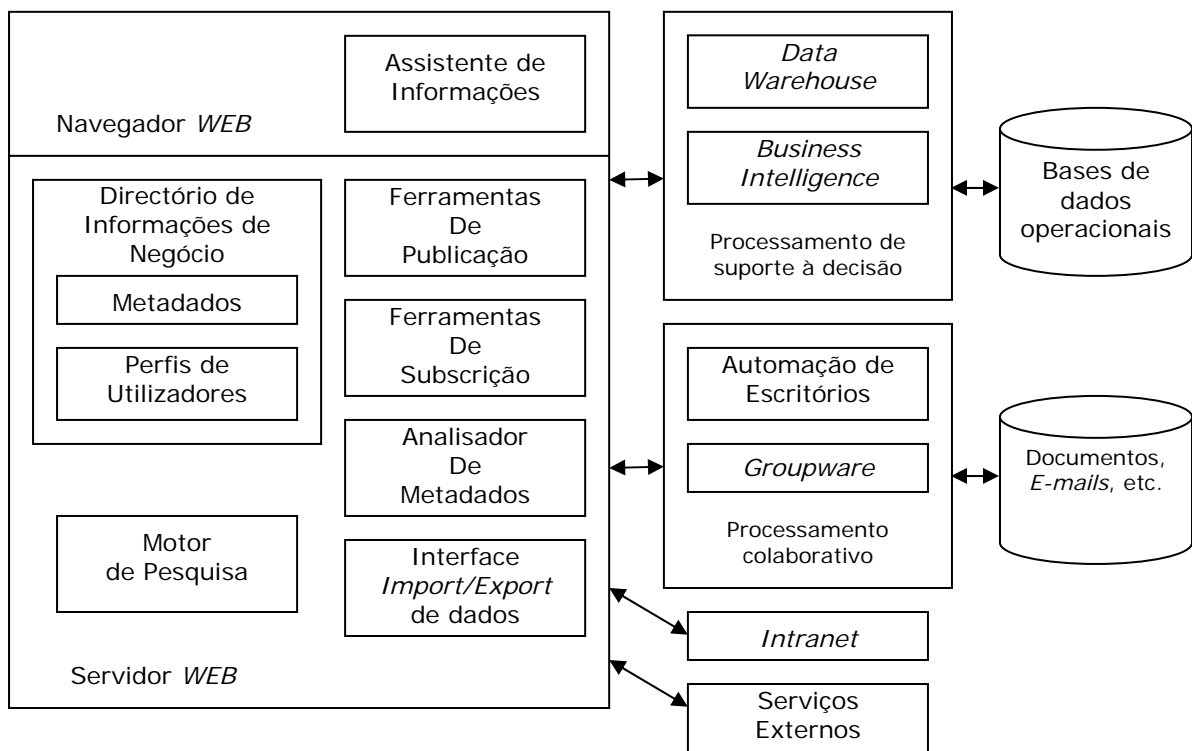 Assistente de
Informações
Navegador WEB
Directório de
Informações de
Negócio
Metadados
Perfis de
Utilizadores
Motor
de Pesquisa
Ferramentas
De
Publicação
Ferramentas
De
Subscrição
Analisador
De
Metadados
Interface
Import/Export
de dados
Servidor WEB
Data
Warehouse
Business
Intelligence
Processamento de
suporte à decisão
Bases de
dados
operacionais
Automação de
Escritórios
Groupware
Processamento
colaborativo
Documentos,
E-mails, etc.
Intranet
Serviços
Externos